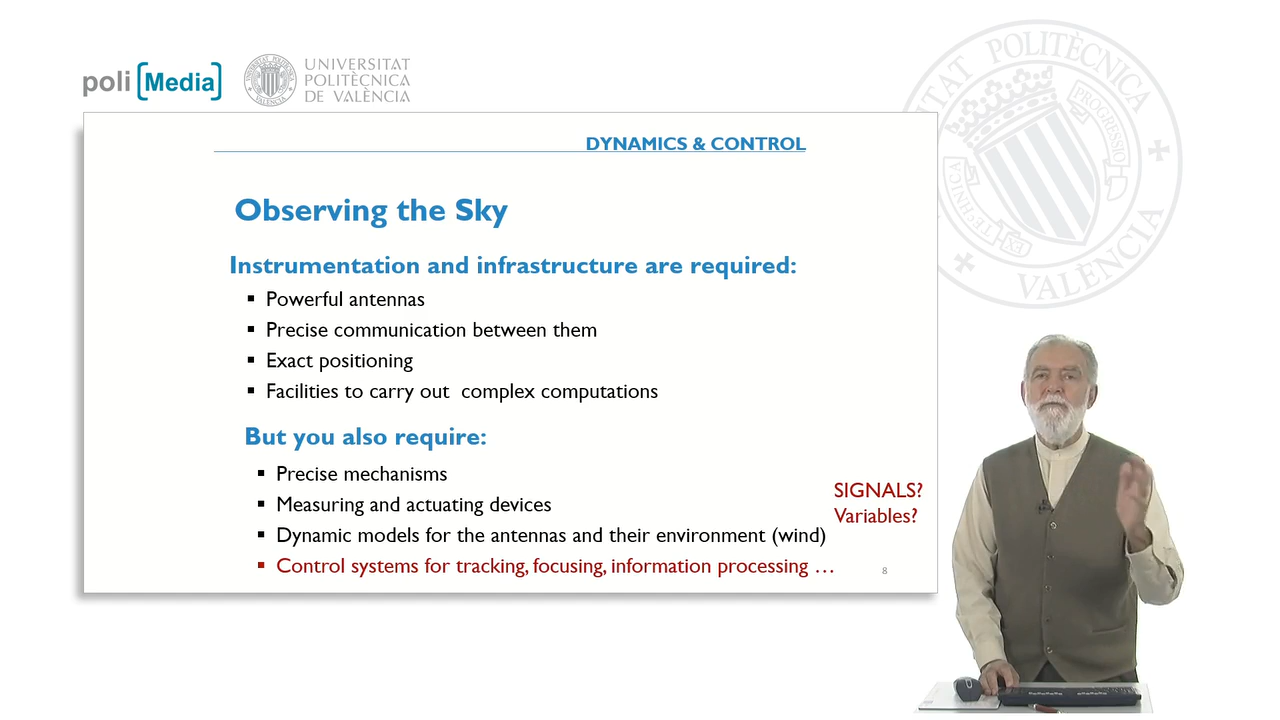 poli [Media]
UNIVERSITAT
POLITÈCNICA
DE VALÈNCIA
DYNAMICS & CONTROL
Observing the Sky
Instrumentation and infrastructure are required:
▪ Powerful antennas
▪ Precise communication between them
▪ Exact positioning
▪ Facilities to carry out complex computations
But you also require:
▪ Precise mechanisms
▪ Measuring and actuating devices
▪ Dynamic models for the antennas and their environment (wind)
▪ Control systems for tracking, focusing, information processing …
SIGNALS?
Variables?
8
POLITÈCNICA
VALÈNCIA
PROGRESSIO